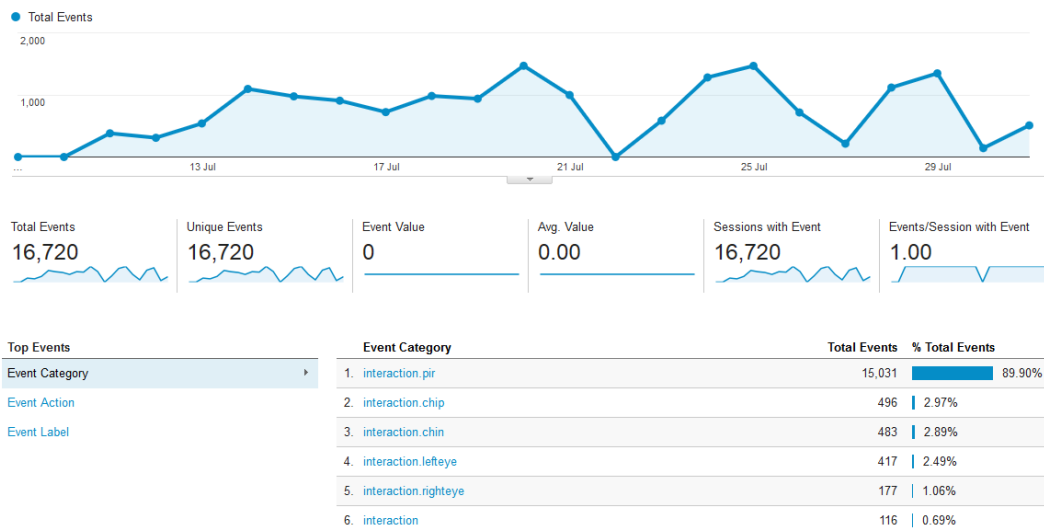 Total Events
2,000
1,000
... 13 Jul 17 Jul 21 Jul 25 Jul 29 Jul
Total Events Unique Events Event Value Avg. Value Sessions with Event Events/Session with Event
16,720 16,720 0 0.00 16,720 1.00
Top Events Event Category Total Events % Total Events
Event Category 1. interaction.pir 15,031 89.90%
Event Action 2. interaction.chip 496 2.97%
Event Label 3. interaction.chin 483 2.89%
4. interaction.lefteye 417 2.49%
5. interaction.righteye 177 1.06%
6. interaction 116 0.69%